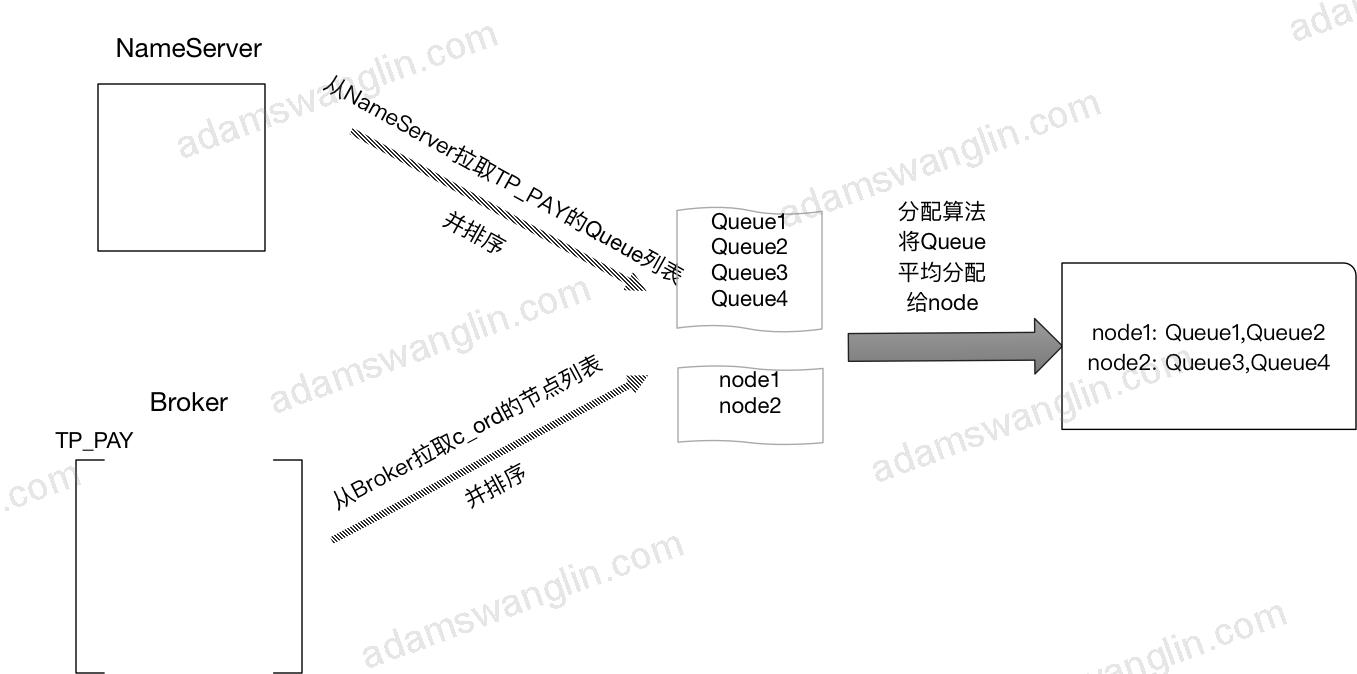 NameServer
从NameServer拉取TP_PAY的Queue列表
并排序
Queue1
Queue2
Queue3
Queue4
分配算法
将Queue
平均分配
给node
node1: Queue1,Queue2
node2: Queue3,Queue4
node1
node2
Broker
TP_PAY
从Broker拉取c_ord的节点列表
并排序
adamswanglin.com
adamswanglin.com
adamswanglin.com
adamswanglin.com
adamswanglin.com
adams
n.com
wanglin.com